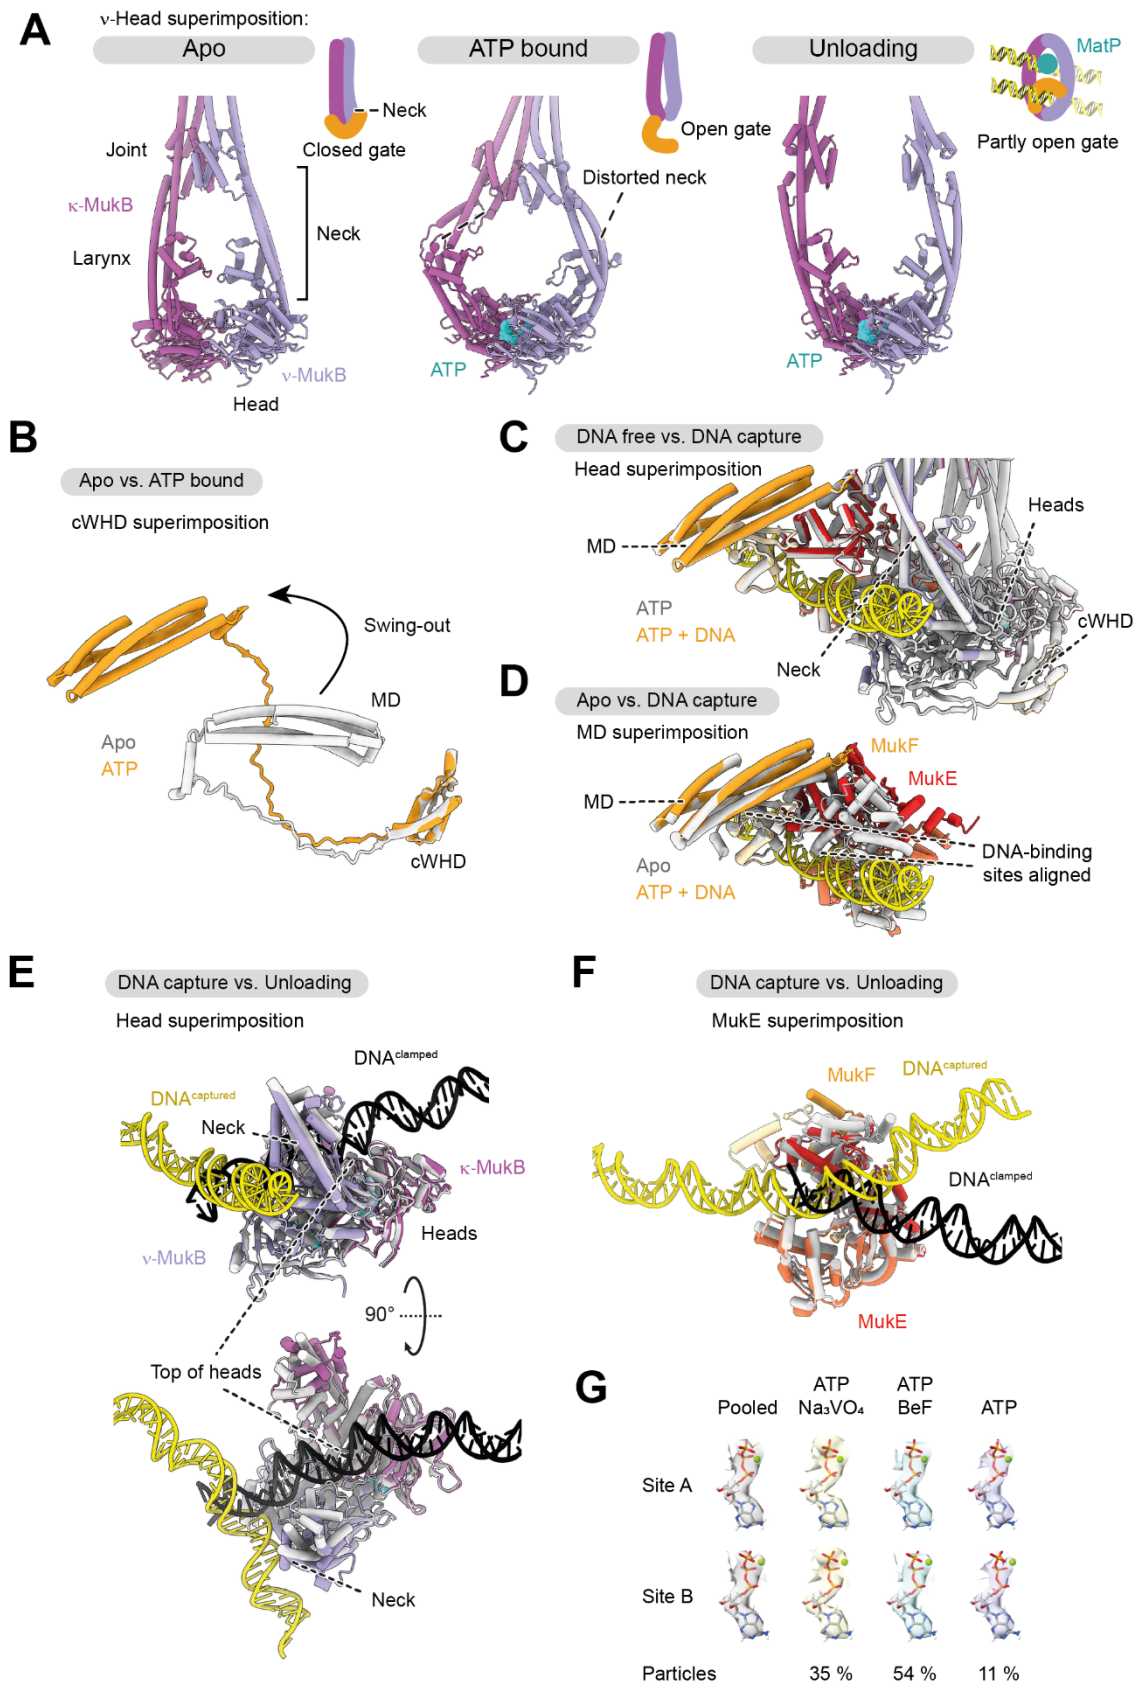 A
ν-Head superimposition:
Apo
ATP bound
Unloading
MatP
Neck
Closed gate
Open gate
Partly open gate
Joint
κ-MukB
Larynx
Neck
ν-MukB
Head
Distorted neck
ATP
ATP
B
Apo vs. ATP bound
cWHD superimposition
Swing-out
MD
Apo
ATP
cWHD
C
DNA free vs. DNA capture
Head superimposition
Heads
MD
ATP
ATP + DNA
cWHD
Neck
D
Apo vs. DNA capture
MD superimposition
MukF
MukE
MD
Apo
ATP + DNA
DNA-binding
sites aligned
E
DNA capture vs. Unloading
Head superimposition
DNAclamped
DNAcaptured
Neck
κ-MukB
Heads
ν-MukB
90°
Top of heads
Neck
F
DNA capture vs. Unloading
MukE superimposition
MukF
DNAcaptured
DNAclamped
MukE
G
Pooled
ATP
Na₃VO₄
ATP
BeF
ATP
Site A
Site B
Particles 35 % 54 % 11 %